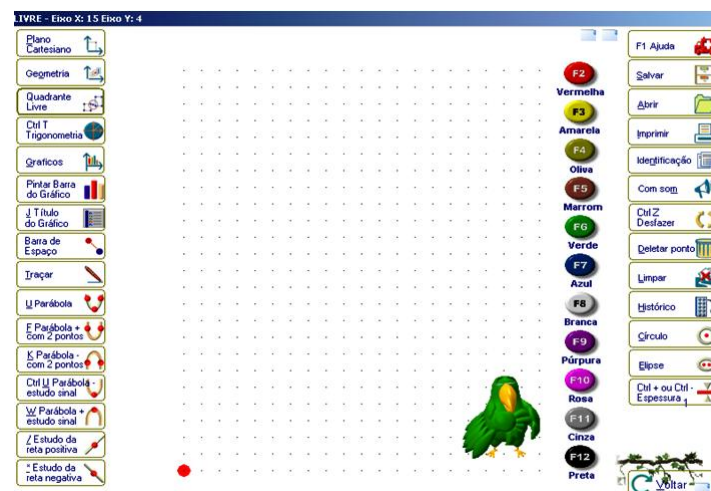 LIVRE - Eixo X: 15 Eixo Y: 4
Plano
Cartesiano
Geometria
Quadrante
Livre
Ctrl T
Trigonometria
Graficos
Pintar Barra
do Gráfico
J Título
do Gráfico
Barra de
Espaço
Traçar
U Parábola
F Parábola +
com 2 pontos
K Parábola -
com 2 pontos
Ctrl U Parábola -
estudo sinal
W Parábola +
estudo sinal
/ Estudo da
reta positiva
" Estudo da
reta negativa
F2
Vermelha
F3
Amarela
F4
Oliva
F5
Marrom
F6
Verde
F7
Azul
F8
Branca
F9
Púrpura
F10
Rosa
F11
Cinza
F12
Preta
F1 Ajuda
Salvar
Abrir
Imprimir
Identificação
Com som
Ctrl Z
Desfazer
Deletar ponto
Limpar
Histórico
Círculo
Elipse
Ctrl + ou Ctrl -
Espessura 1
Voltar